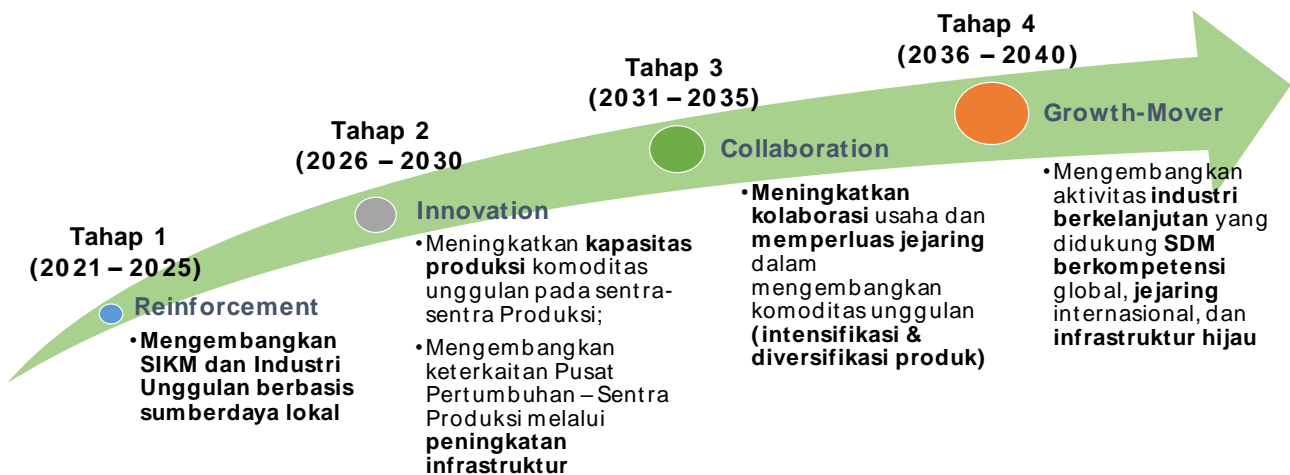 Tahap 1
(2021 – 2025)
Reinforcement
•Mengembangkan
SIKM dan Industri
Unggulan berbasis
sumberdaya lokal
Tahap 2
(2026 – 2030
Innovation
•Meningkatkan kapasitas
produksi komoditas
unggulan pada sentra-
sentra Produksi;
•Mengembangkan
keterkaitan Pusat
Pertumbuhan – Sentra
Produksi melalui
peningkatan
infrastruktur
Tahap 3
(2031 – 2035)
Collaboration
•Meningkatkan
kolaborasi usaha dan
memperluas jejaring
dalam
mengembangkan
komoditas unggulan
(intensifikasi &
diversifikasi produk)
Tahap 4
(2036 – 2040)
Growth-Mover
•Mengembangkan
aktivitas industri
berkelanjutan yang
didukung SDM
berkompetensi
global, jejaring
internasional, dan
infrastruktur hijau